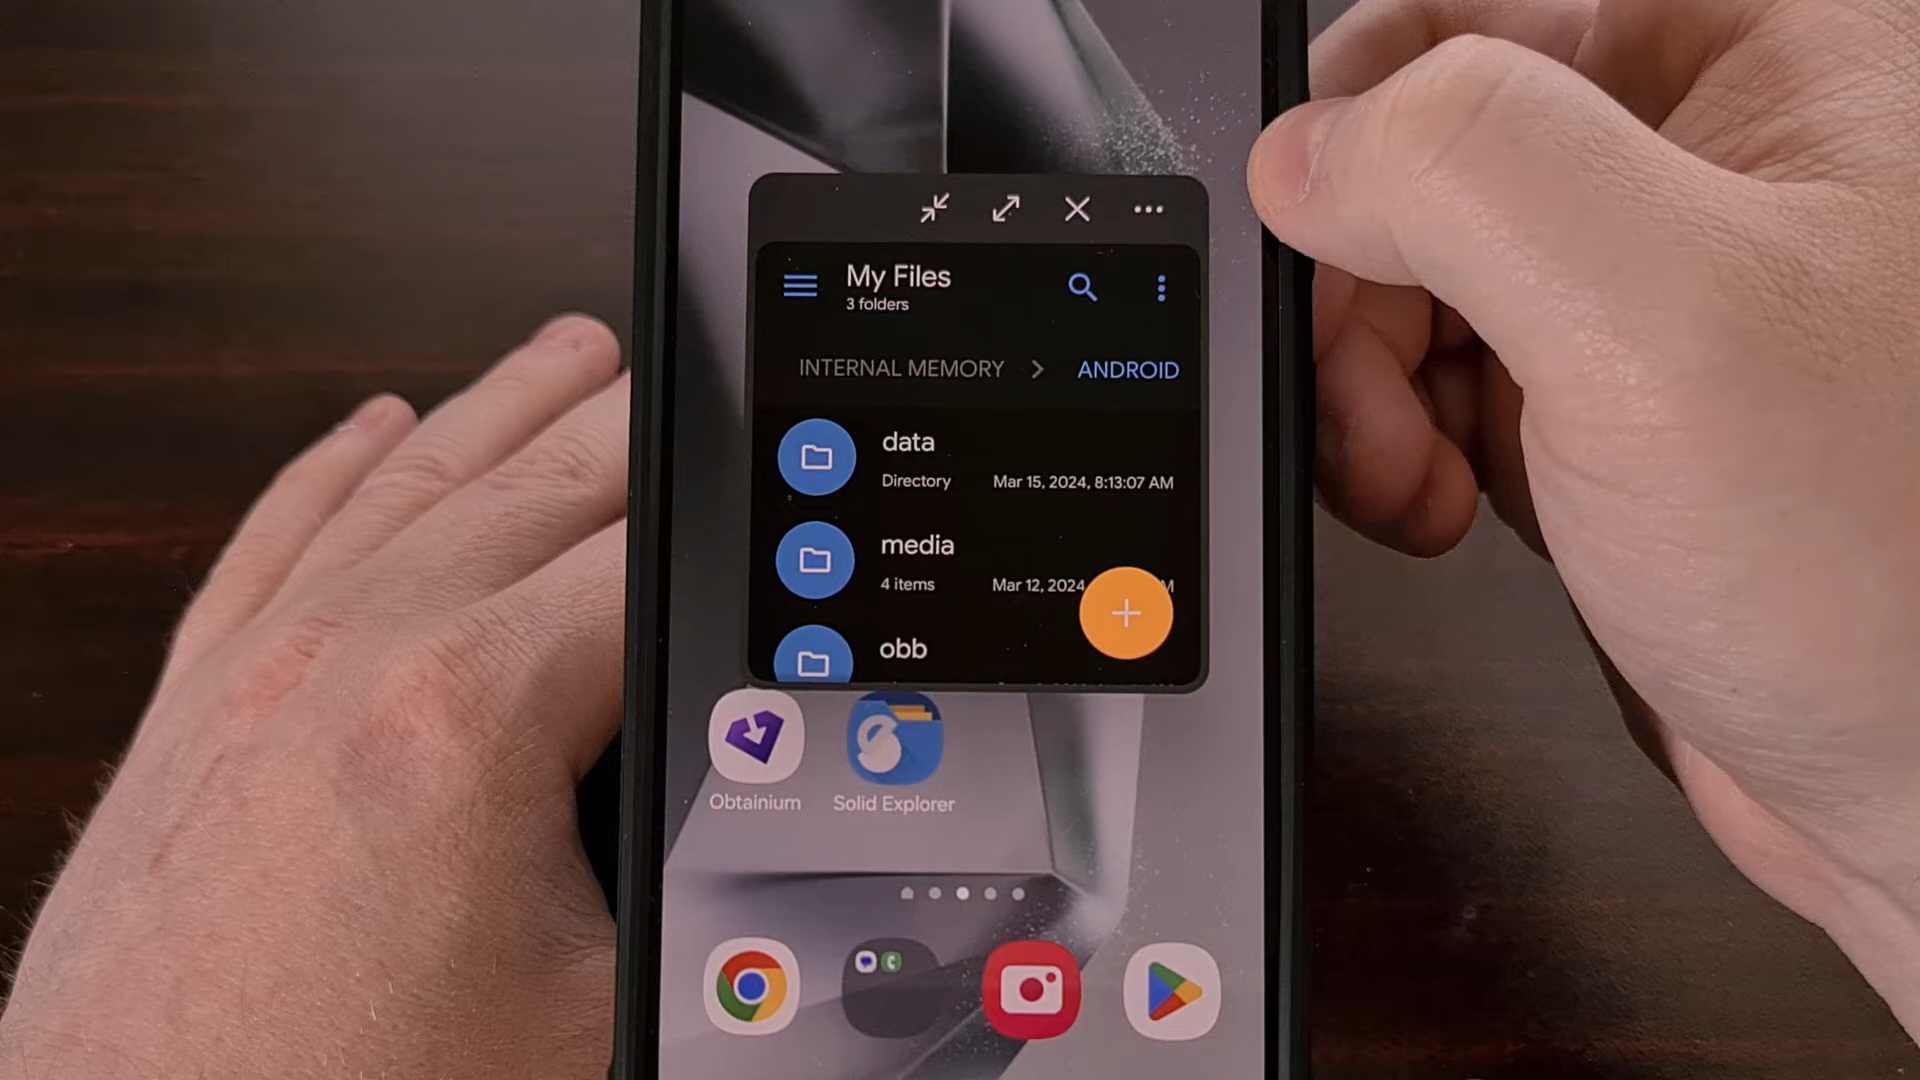 My Files
3 folders
INTERNAL MEMORY > ANDROID
data
Directory Mar 15, 2024, 8:13:07 AM
media
4 items Mar 12, 2024 M
obb
Obtainium Solid Explorer